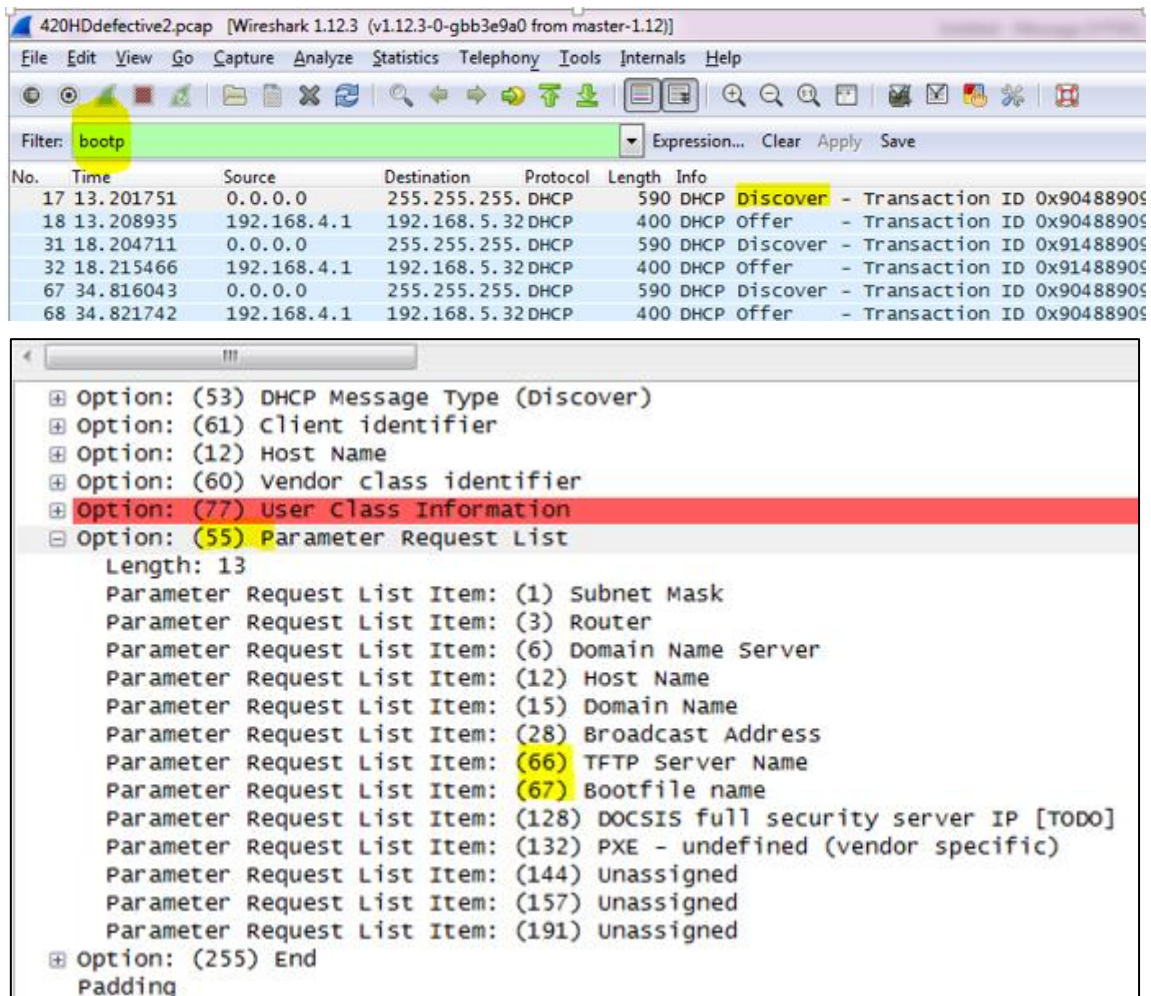 420HDdefective2.pcap [Wireshark 1.12.3 (v1.12.3-0-gbb3e9a0 from master-1.12)]
File Edit View Go Capture Analyze Statistics Telephony Tools Internals Help
Filter: bootp Expression... Clear Apply Save
No. Time Source Destination Protocol Length Info
17 13.201751 0.0.0.0 255.255.255. DHCP 590 DHCP Discover - Transaction ID 0x90488909
18 13.208935 192.168.4.1 192.168.5.32 DHCP 400 DHCP Offer - Transaction ID 0x90488909
31 18.204711 0.0.0.0 255.255.255. DHCP 590 DHCP Discover - Transaction ID 0x91488909
32 18.215466 192.168.4.1 192.168.5.32 DHCP 400 DHCP Offer - Transaction ID 0x91488909
67 34.816043 0.0.0.0 255.255.255. DHCP 590 DHCP Discover - Transaction ID 0x90488909
68 34.821742 192.168.4.1 192.168.5.32 DHCP 400 DHCP Offer - Transaction ID 0x90488909
Option: (53) DHCP Message Type (Discover)
Option: (61) Client identifier
Option: (12) Host Name
Option: (60) Vendor class identifier
Option: (77) User Class Information
Option: (55) Parameter Request List
Length: 13
Parameter Request List Item: (1) Subnet Mask
Parameter Request List Item: (3) Router
Parameter Request List Item: (6) Domain Name Server
Parameter Request List Item: (12) Host Name
Parameter Request List Item: (15) Domain Name
Parameter Request List Item: (28) Broadcast Address
Parameter Request List Item: (66) TFTP Server Name
Parameter Request List Item: (67) Bootfile name
Parameter Request List Item: (128) DOCSIS full security server IP [TODO]
Parameter Request List Item: (132) PXE - undefined (vendor specific)
Parameter Request List Item: (144) Unassigned
Parameter Request List Item: (157) Unassigned
Parameter Request List Item: (191) Unassigned
Option: (255) End
Padding